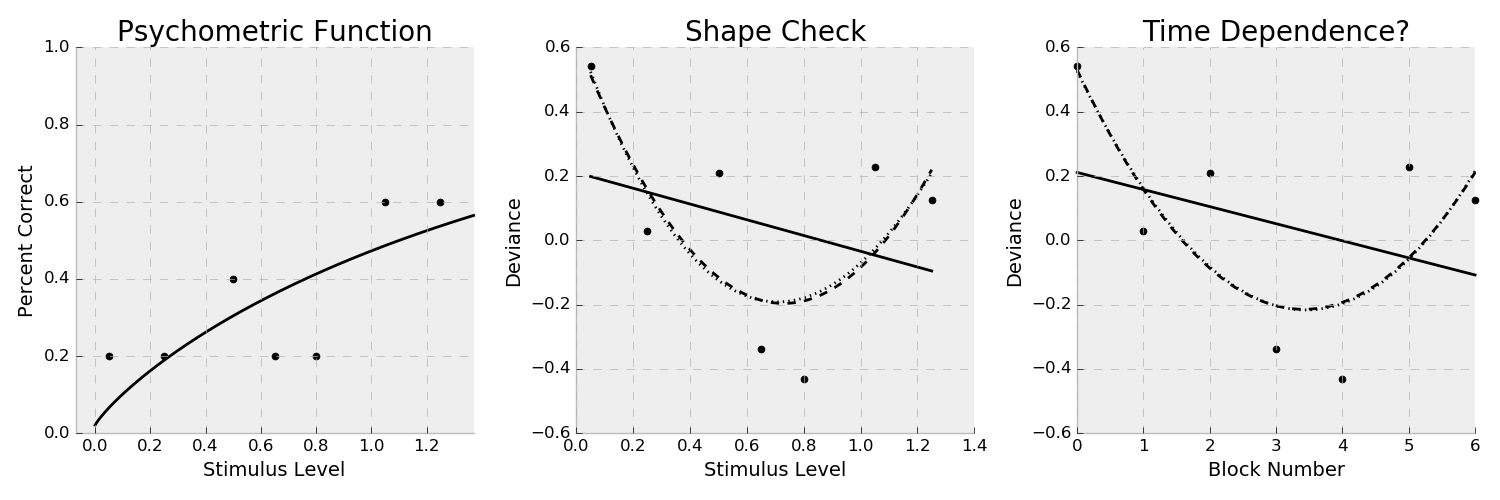 Psychometric Function
Percent Correct
1.0
0.8
0.6
0.4
0.2
0.0
0.0 0.2 0.4 0.6 0.8 1.0 1.2
Stimulus Level
Shape Check
Deviance
0.6
0.4
0.2
0.0
−0.2
−0.4
−0.6
0.0 0.2 0.4 0.6 0.8 1.0 1.2 1.4
Stimulus Level
Time Dependence?
Deviance
0.6
0.4
0.2
0.0
−0.2
−0.4
−0.6
0 1 2 3 4 5 6
Block Number